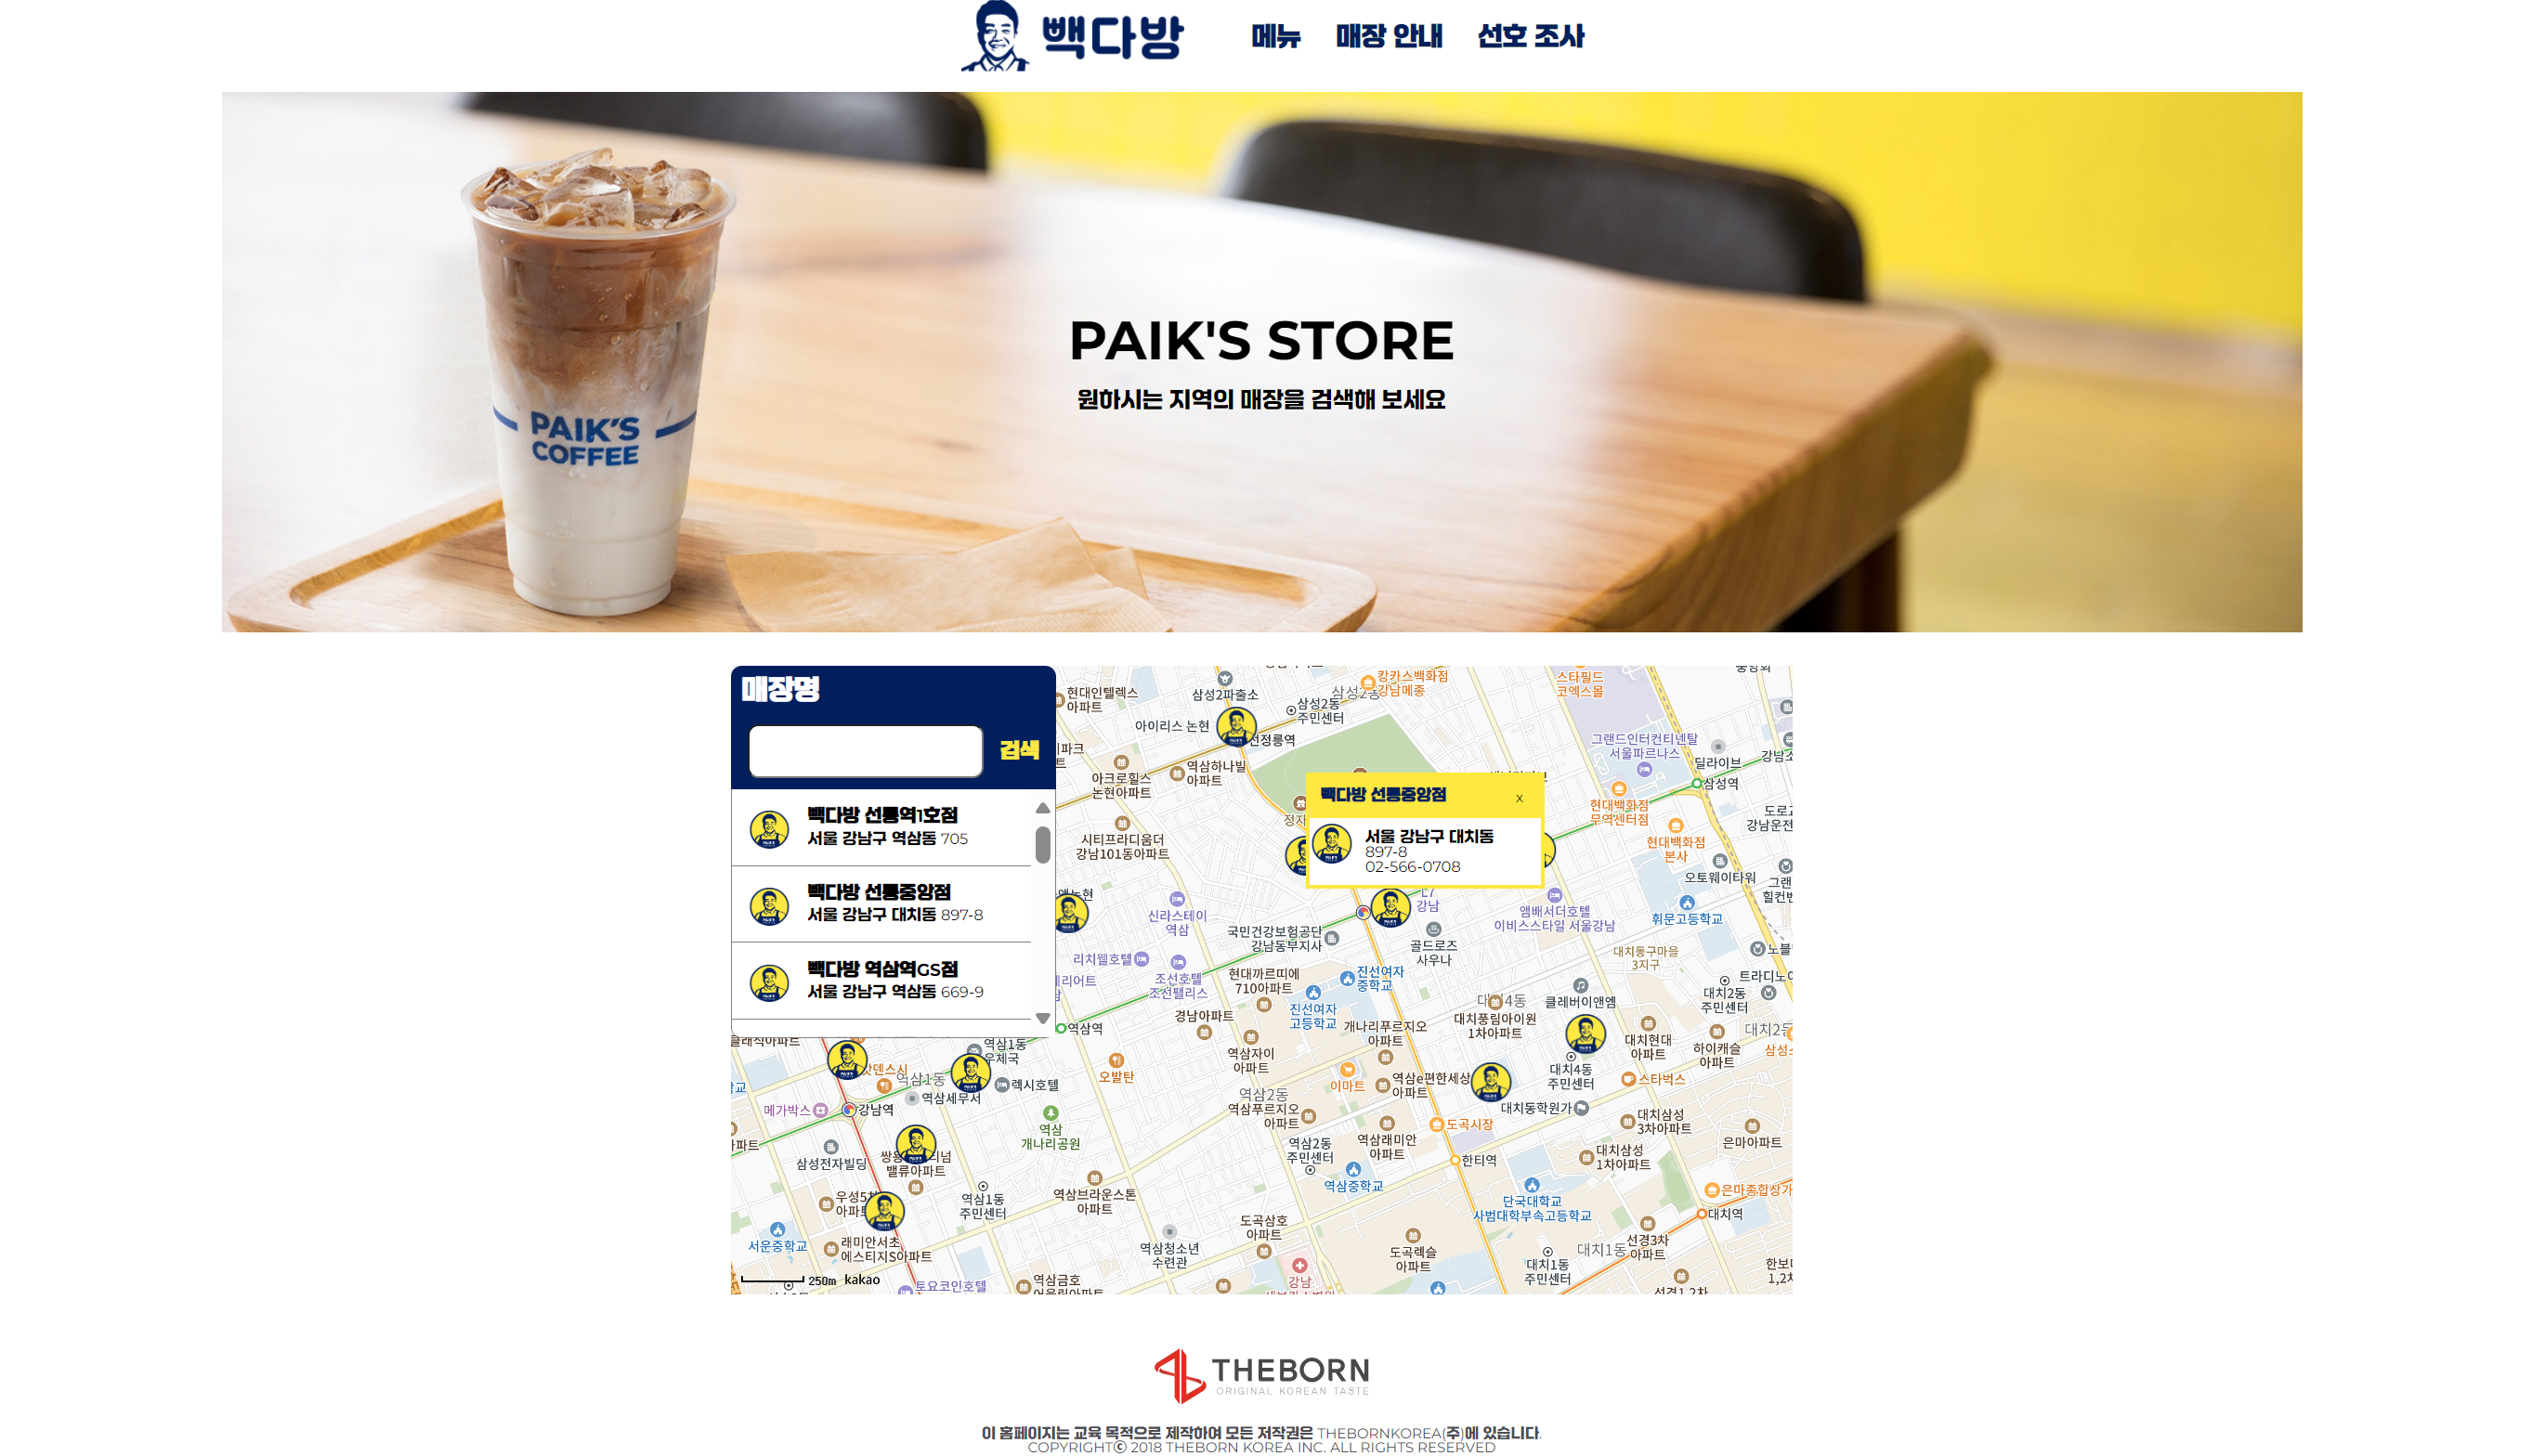 빽다방
메뉴 매장 안내 선호 조사
PAIK'S STORE
원하시는 지역의 매장을 검색해 보세요
PAIK'S
COFFEE
매장명
검색
빽다방 선릉역1호점
서울 강남구 역삼동 705
빽다방 선릉중앙점
서울 강남구 대치동 897-8
빽다방 역삼역GS점
서울 강남구 역삼동 669-9
현대인텔렉스
아파트
삼성2파출소
삼성2동
주민센터
캉카스백화점
강남메종
스타필드
코엑스몰
아이리스 논현
선정릉역
아크로힐스
논현아파트
역삼하나빌
아파트
그랜드인터컨티넨탈
서울파르나스
딜라이브
삼성역
현대백화점
무역센터점
현대백화점
본사
시티프라디움더
강남101동아파트
빽다방 선릉중앙점 x
서울 강남구 대치동
897-8
02-566-0708
오토웨이타워
L7
강남
앰배서더호텔
이비스스타일 서울강남
휘문고등학교
신라스테이
역삼
국민건강보험공단
강남동부지사
골드로즈
사우나
대치동구마을
3지구
리치웰호텔
조선호텔
조선팰리스
현대까르띠에
710아파트
진선여자
중학교
진선여자
고등학교
클레버이앤엠
대치2동
주민센터
역삼역
경남아파트
개나리푸르지오
아파트
대치풍림아이원
1차아파트
대치현대
아파트
하이캐슬
아파트
역삼1동
렉시호텔
오발탄
역삼자이
아파트
이마트
역삼e편한세상
아파트
대치4동
주민센터
스타벅스
메가박스
강남역
역삼1동
역삼세무서
역삼
개나리공원
역삼2동
역삼푸르지오
아파트
대치동학원가
도곡시장
대치삼성
3차아파트
은마아파트
삼성전자빌딩
밸류아파트
역삼2동
주민센터
역삼래미안
아파트
한티역
대치삼성
1차아파트
역삼1동
주민센터
역삼브라운스톤
아파트
역삼중학교
단국대학교
사범대학부속고등학교
은마종합상가
대치역
서운중학교
래미안서초
에스티지S아파트
역삼청소년
수련관
도곡삼호
아파트
도곡렉슬
아파트
대치1동
주민센터
대치1동
선경3차
아파트
250m kakao
토요코인호텔
역삼금호
강남
THEBORN
ORIGINAL KOREAN TASTE
이 홈페이지는 교육 목적으로 제작하여 모든 저작권은 THEBORNKOREA(주)에 있습니다.
COPYRIGHTⓒ 2018 THEBORN KOREA INC. ALL RIGHTS RESERVED